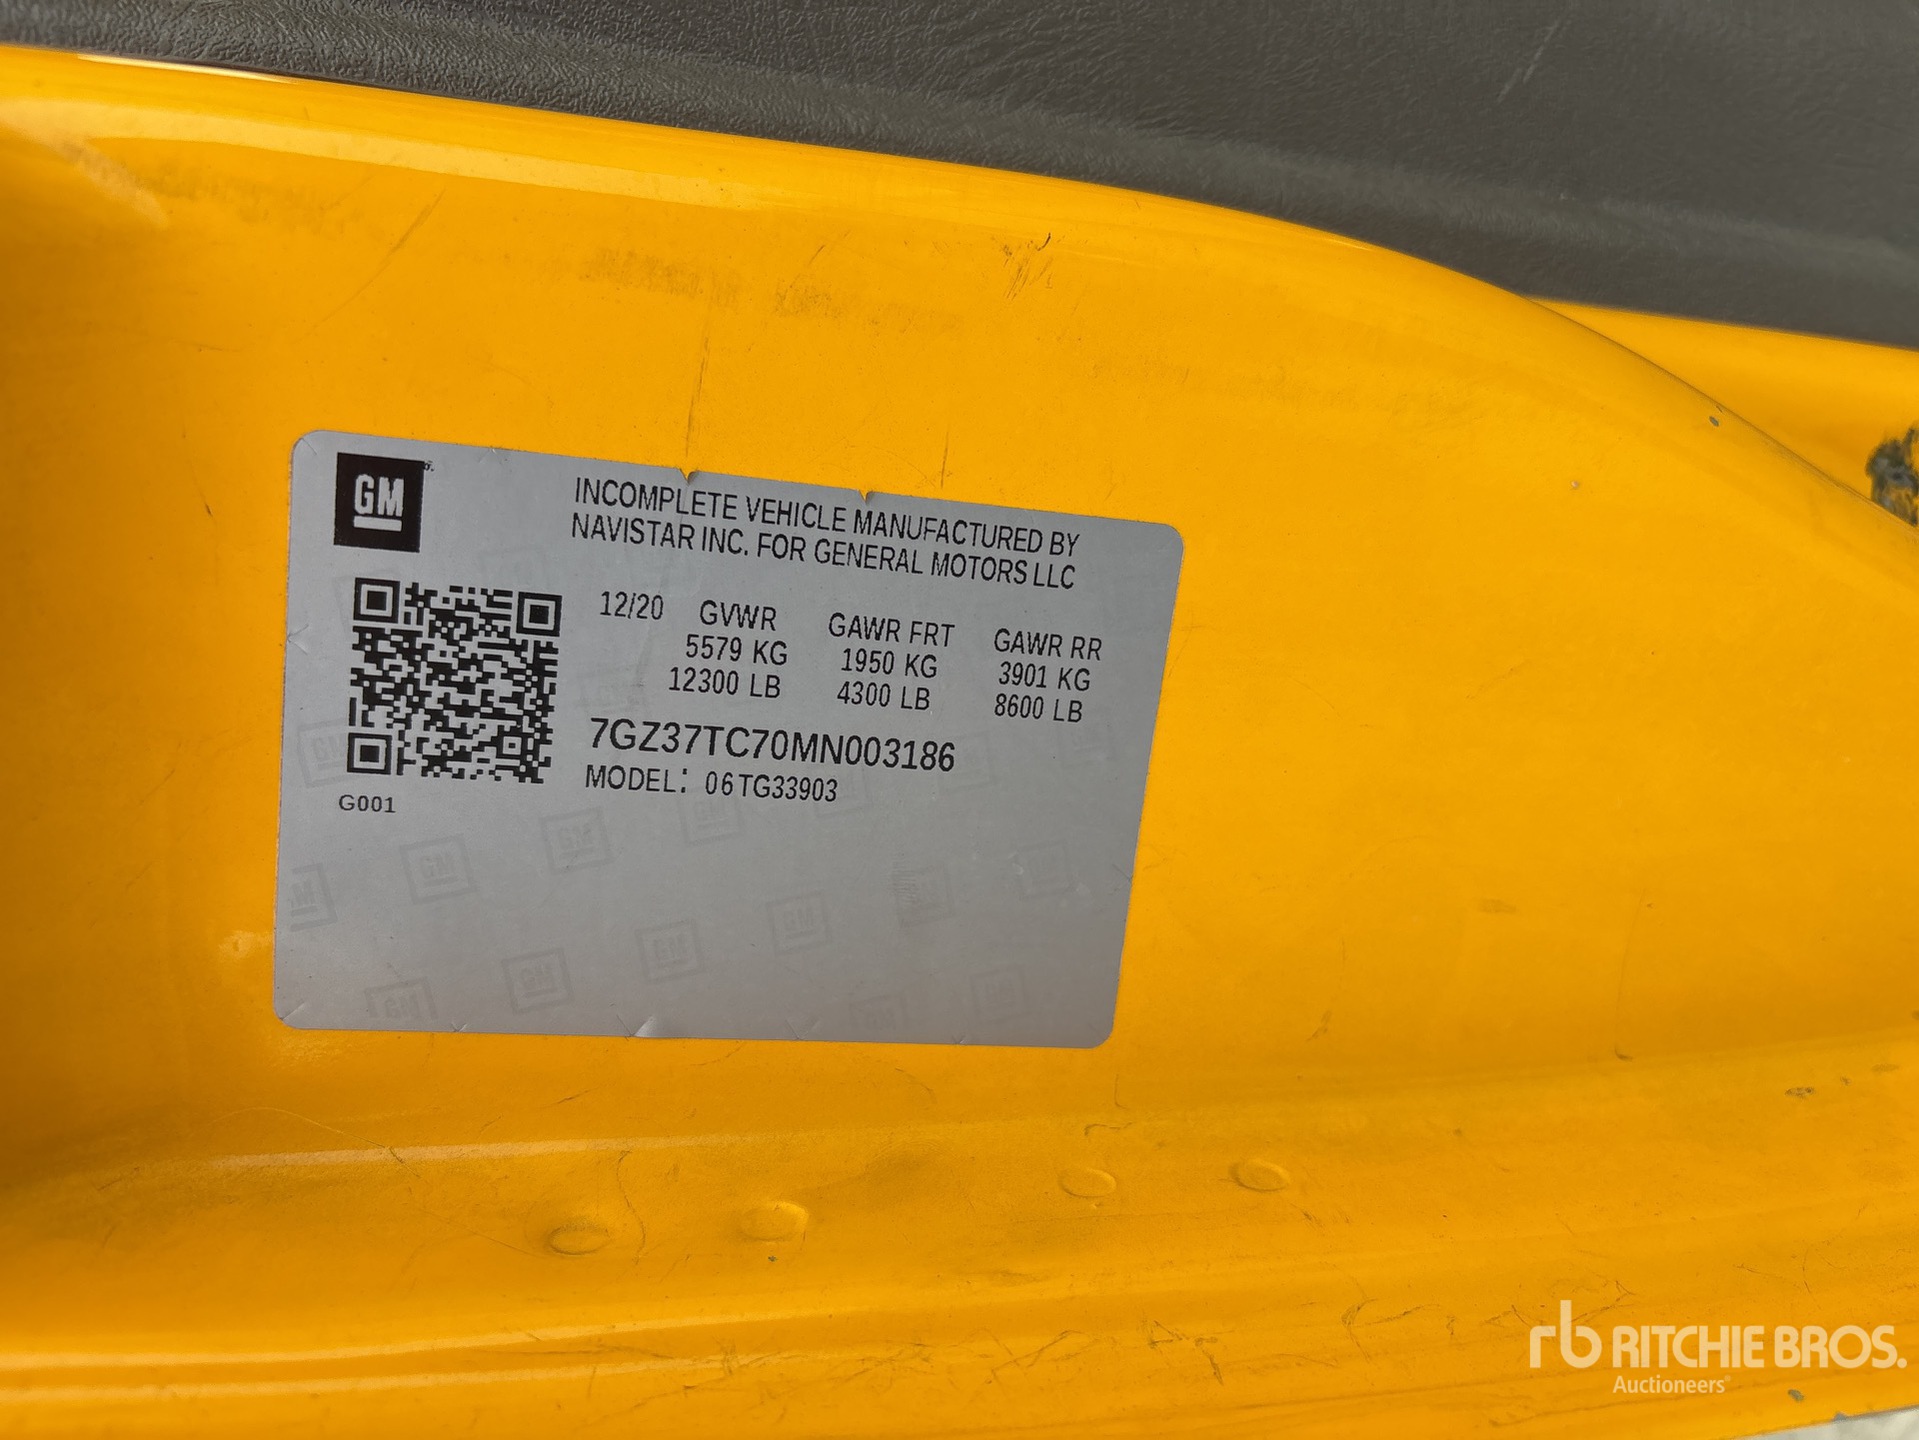 GM
INCOMPLETE VEHICLE MANUFACTURED BY
NAVISTAR INC. FOR GENERAL MOTORS LLC
12/20 GVWR GAWR FRT GAWR RR
5579 KG 1950 KG 3901 KG
12300 LB 4300 LB 8600 LB
7GZ37TC70MN003186
MODEL: 06TG33903
G001
rb RITCHIE BROS.
Auctioneers